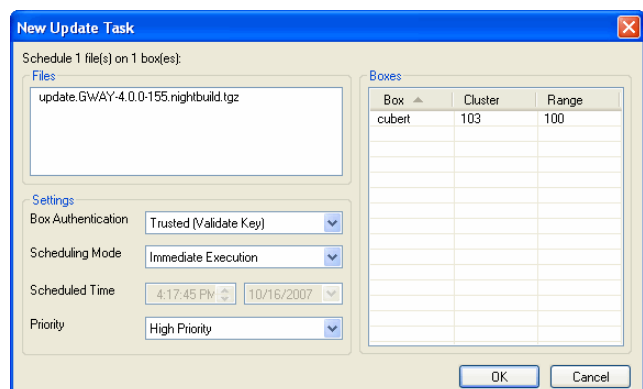 New Update Task
Schedule 1 file(s) on 1 box(es):
Files
update.GWAY-4.0.0-155.nightbuild.tgz
Boxes
Box Cluster Range
cubert 103 100
Settings
Box Authentication Trusted (Validate Key)
Scheduling Mode Immediate Execution
Scheduled Time 4:17:45 PM 10/16/2007
Priority High Priority
OK Cancel